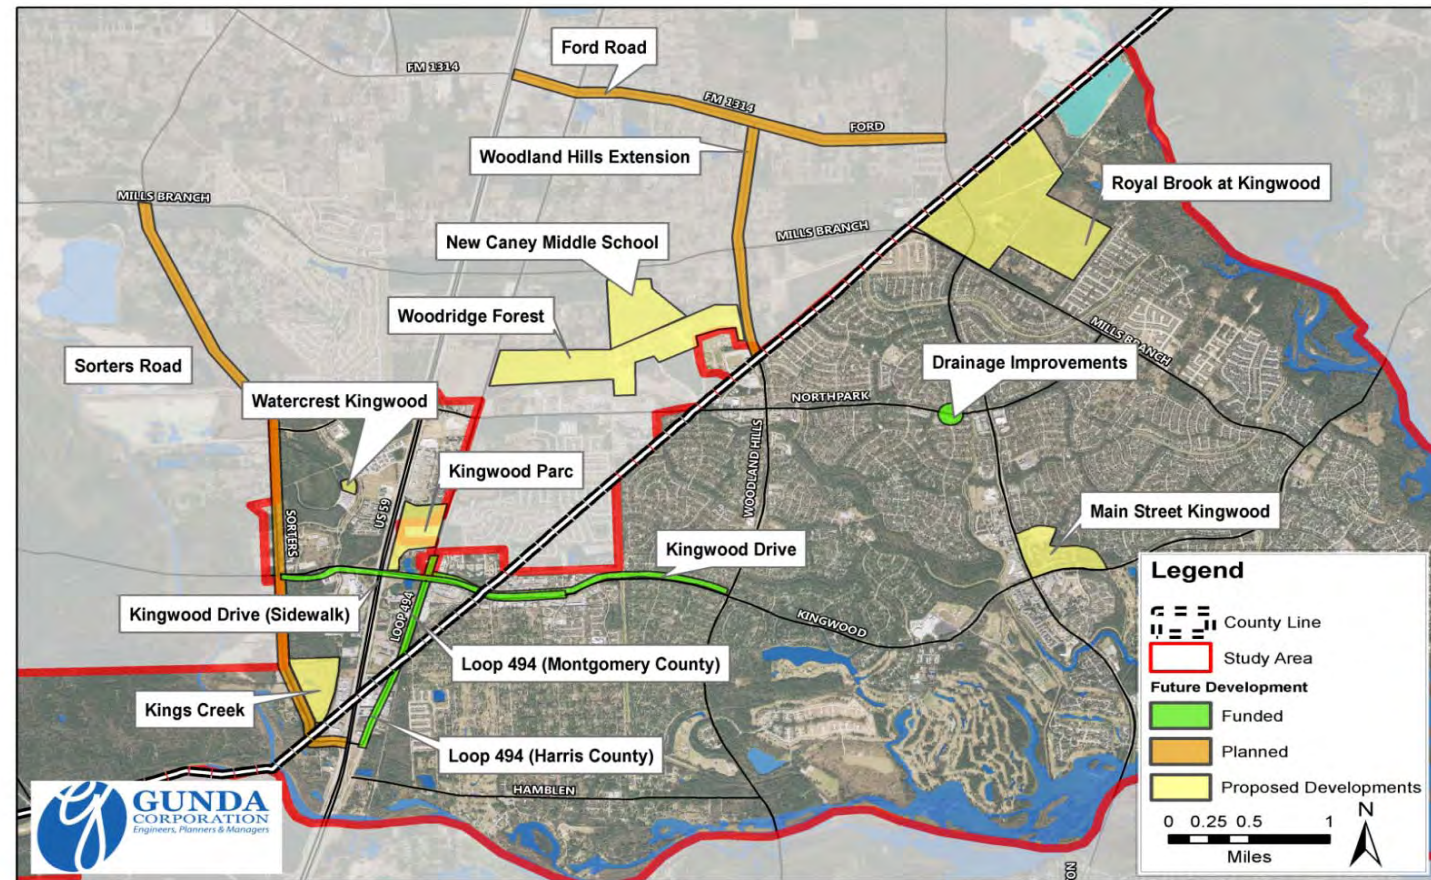 Ford Road
FM 1314
FM 1314
FORD
Woodland Hills Extension
Royal Brook at Kingwood
MILLS BRANCH
New Caney Middle School
MILLS BRANCH
Woodridge Forest
MILLS BRANCH
Sorters Road
Drainage Improvements
Watercrest Kingwood
NORTHPARK
WOODLAND HILLS
Kingwood Parc
US 59
SORTERS
Main Street Kingwood
Kingwood Drive
Kingwood Drive (Sidewalk)
LOOP 494
KINGWOOD
Loop 494 (Montgomery County)
Kings Creek
Loop 494 (Harris County)
HAMBLEN
GUNDA
CORPORATION
Engineers, Planners & Managers
Legend
County Line
Study Area
Future Development
Funded
Planned
Proposed Developments
N
0 0.25 0.5 1
Miles